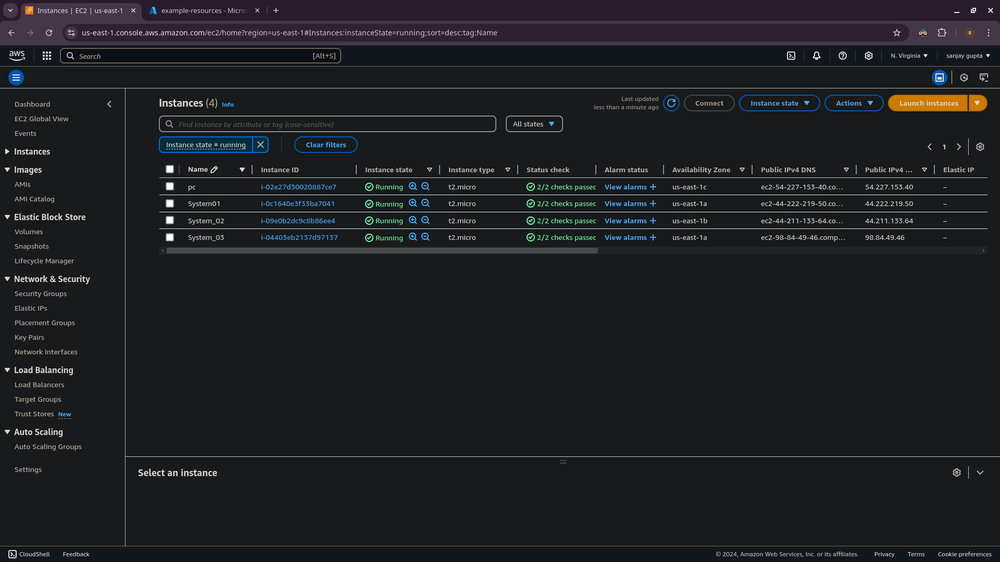 Instances | EC2 | us-east-1
example-resources - Micros
us-east-1.console.aws.amazon.com/ec2/home?region=us-east-1#Instances:instanceState=running;sort=desc:tag:Name
S
aws
Search
[Alt+S]
N. Virginia
sanjay gupta
Dashboard
EC2 Global View
Events
Instances
Images
AMIs
AMI Catalog
Elastic Block Store
Volumes
Snapshots
Lifecycle Manager
Network & Security
Security Groups
Elastic IPs
Placement Groups
Key Pairs
Network Interfaces
Load Balancing
Load Balancers
Target Groups
Trust Stores New
Auto Scaling
Auto Scaling Groups
Settings
Instances (4) Info
Last updated
less than a minute ago
Connect
Instance state
Actions
Launch instances
Find Instance by attribute or tag (case-sensitive)
All states
Instance state = running
Clear filters
1
Name Instance ID Instance state Instance type Status check Alarm status Availability Zone Public IPv4 DNS Public IPv4 ... Elastic IP
pc i-02e27d30020887ce7 Running t2.micro 2/2 checks passec View alarms + us-east-1c ec2-54-227-153-40.co... 54.227.153.40 –
System01 i-0c1640e3f33ba7041 Running t2.micro 2/2 checks passec View alarms + us-east-1a ec2-44-222-219-50.co... 44.222.219.50 –
System_02 i-09e0b2dc9c8b86ee4 Running t2.micro 2/2 checks passec View alarms + us-east-1b ec2-44-211-133-64.co... 44.211.133.64 –
System_03 i-04403eb2137d97137 Running t2.micro 2/2 checks passec View alarms + us-east-1a ec2-98-84-49-46.comp... 98.84.49.46 –
Select an instance
CloudShell Feedback © 2024, Amazon Web Services, Inc. or its affiliates. Privacy Terms Cookie preferences